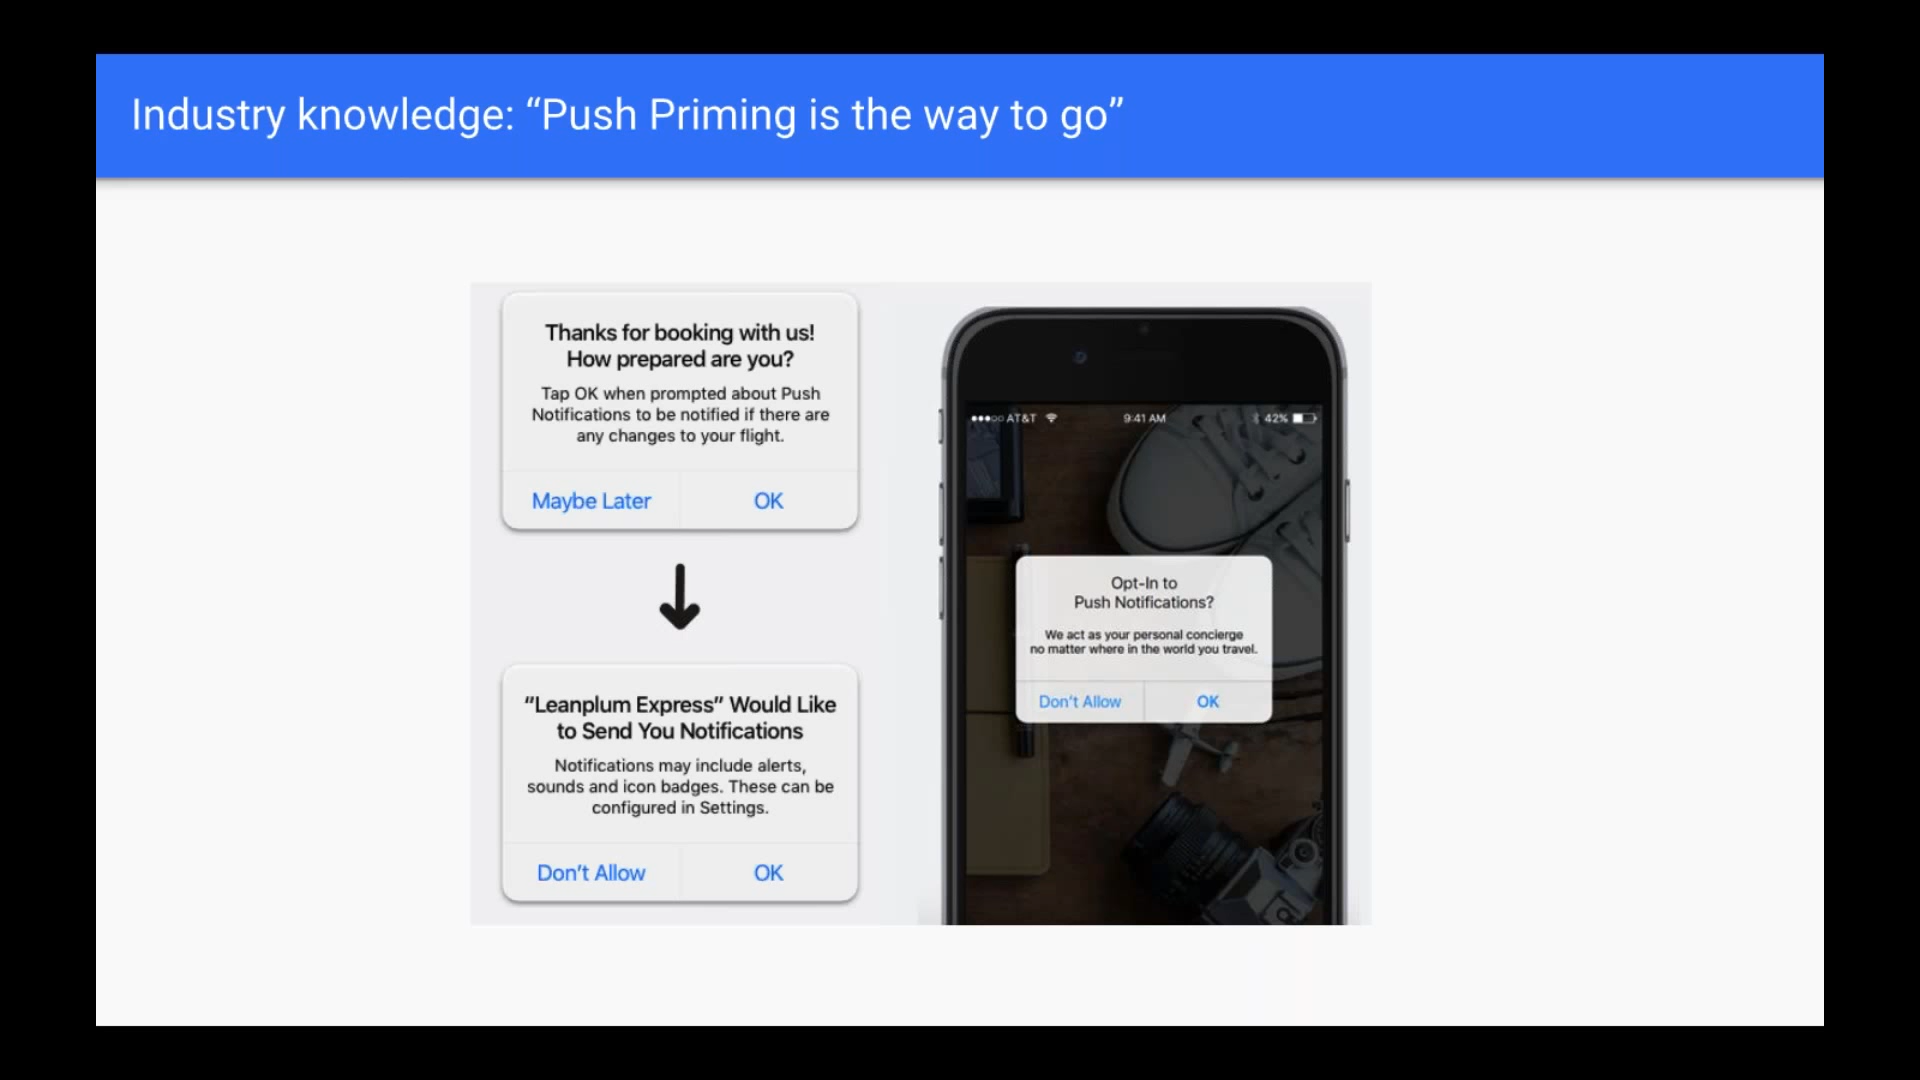 Industry knowledge: “Push Priming is the way to go”
Thanks for booking with us!
How prepared are you?
Tap OK when prompted about Push
Notifications to be notified if there are
any changes to your flight.
Maybe Later
OK
“Leanplum Express” Would Like
to Send You Notifications
Notifications may include alerts,
sounds and icon badges. These can be
configured in Settings.
Don’t Allow
OK
AT&T
9:41 AM
42%
Opt-In to
Push Notifications?
We act as your personal concierge
no matter where in the world you travel.
Don’t Allow
OK